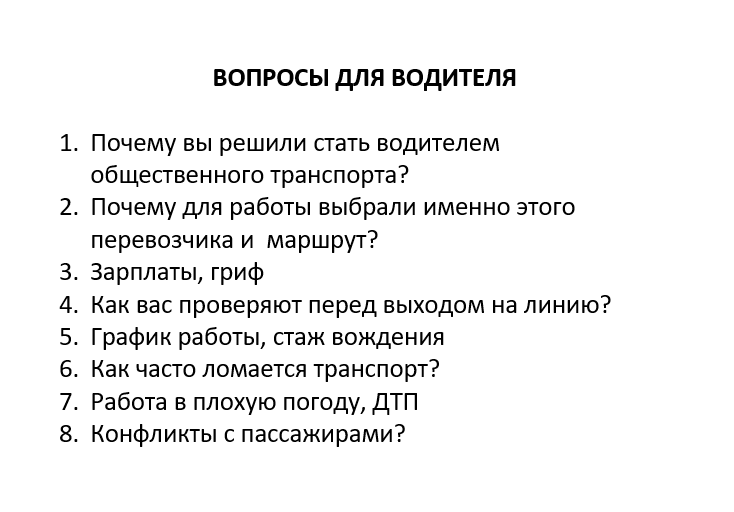 ВОПРОСЫ ДЛЯ ВОДИТЕЛЯ
1. Почему вы решили стать водителем
общественного транспорта?
2. Почему для работы выбрали именно этого
перевозчика и  маршрут?
3. Зарплаты, гриф
4. Как вас проверяют перед выходом на линию?
5. График работы, стаж вождения
6. Как часто ломается транспорт?
7. Работа в плохую погоду, ДТП
8. Конфликты с пассажирами?